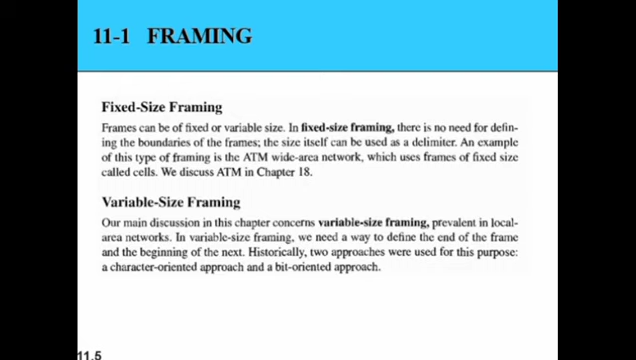 11-1 FRAMING
Fixed-Size Framing
Frames can be of fixed or variable size. In fixed-size framing, there is no need for defin-
ing the boundaries of the frames; the size itself can be used as a delimiter. An example
of this type of framing is the ATM wide-area network, which uses frames of fixed size
called cells. We discuss ATM in Chapter 18.
Variable-Size Framing
Our main discussion in this chapter concerns variable-size framing, prevalent in local-
area networks. In variable-size framing, we need a way to define the end of the frame
and the beginning of the next. Historically, two approaches were used for this purpose:
a character-oriented approach and a bit-oriented approach.
11.5